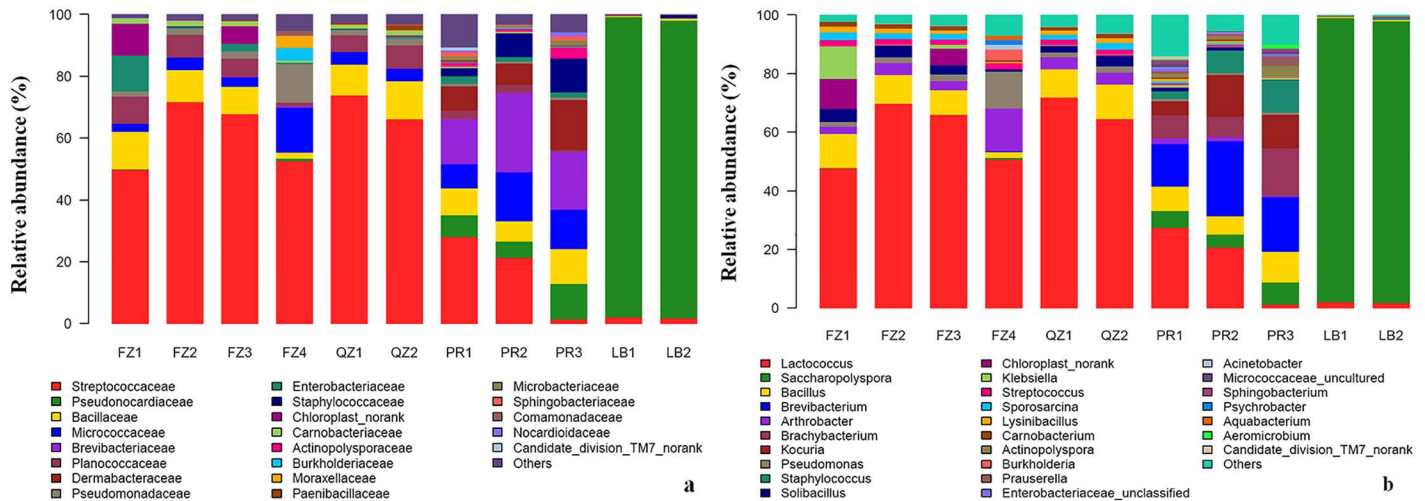 Relative abundance (%)
100
80
60
40
20
0
FZ1 FZ2 FZ3 FZ4 QZ1 QZ2 PR1 PR2 PR3 LB1 LB2
Streptococcaceae
Pseudonocardiaceae
Bacillaceae
Micrococcaceae
Brevibacteriaceae
Planococcaceae
Dermabacteraceae
Pseudomonadaceae
Enterobacteriaceae
Staphylococcaceae
Chloroplast_norank
Carnobacteriaceae
Actinopolysporaceae
Burkholderiaceae
Moraxellaceae
Paenibacillaceae
Microbacteriaceae
Sphingobacteriaceae
Comamonadaceae
Nocardioidaceae
Candidate_division_TM7_norank
Others
a
Relative abundance (%)
100
80
60
40
20
0
FZ1 FZ2 FZ3 FZ4 QZ1 QZ2 PR1 PR2 PR3 LB1 LB2
Lactococcus
Saccharopolyspora
Bacillus
Brevibacterium
Arthrobacter
Brachybacterium
Kocuria
Pseudomonas
Staphylococcus
Solibacillus
Chloroplast_norank
Klebsiella
Streptococcus
Sporosarcina
Lysinibacillus
Carnobacterium
Actinopolyspora
Burkholderia
Prauserella
Enterobacteriaceae_unclassified
Acinetobacter
Micrococcaceae_uncultured
Sphingobacterium
Psychrobacter
Aquabacterium
Aeromicrobium
Candidate_division_TM7_norank
Others
b